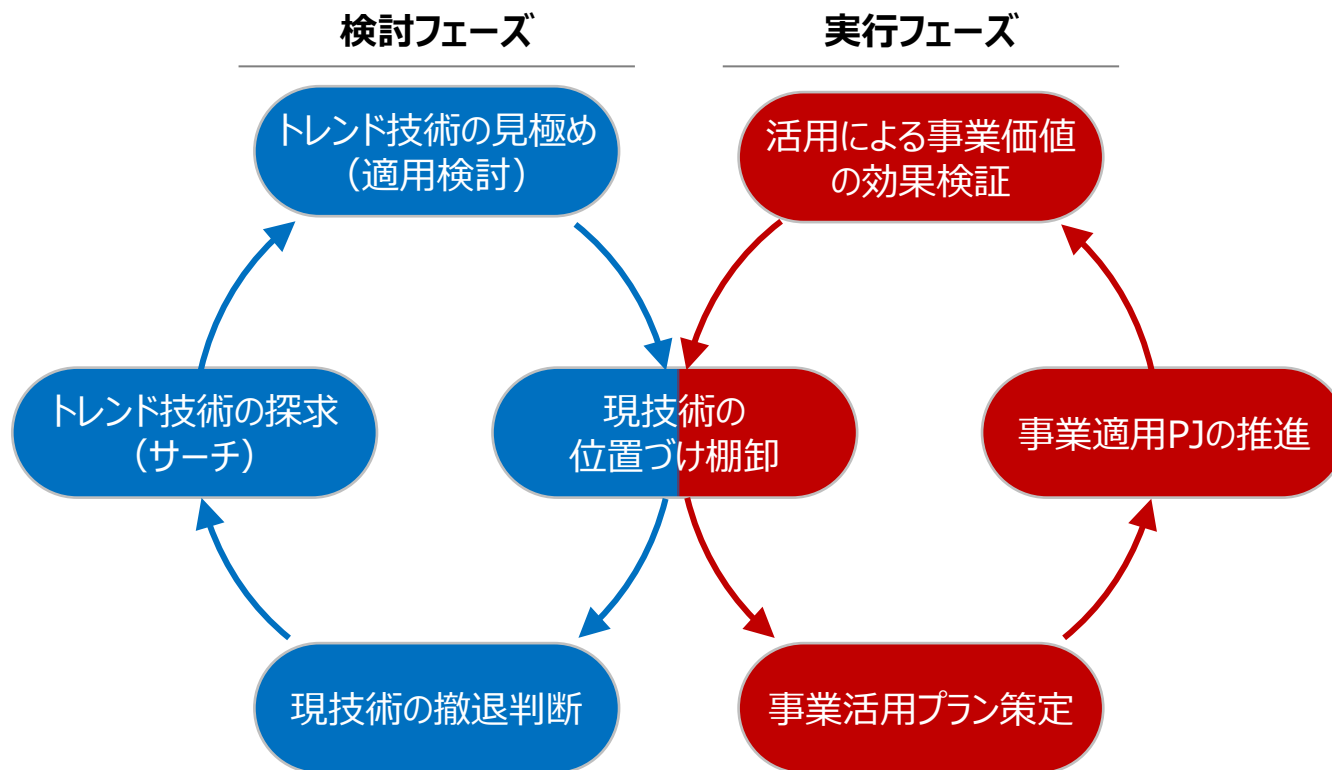 検討フェーズ
実行フェーズ
トレンド技術の見極め
（適用検討）
活用による事業価値
の効果検証
トレンド技術の探求
（サーチ）
現技術の
位置づけ棚卸
事業適用PJの推進
現技術の撤退判断
事業活用プラン策定